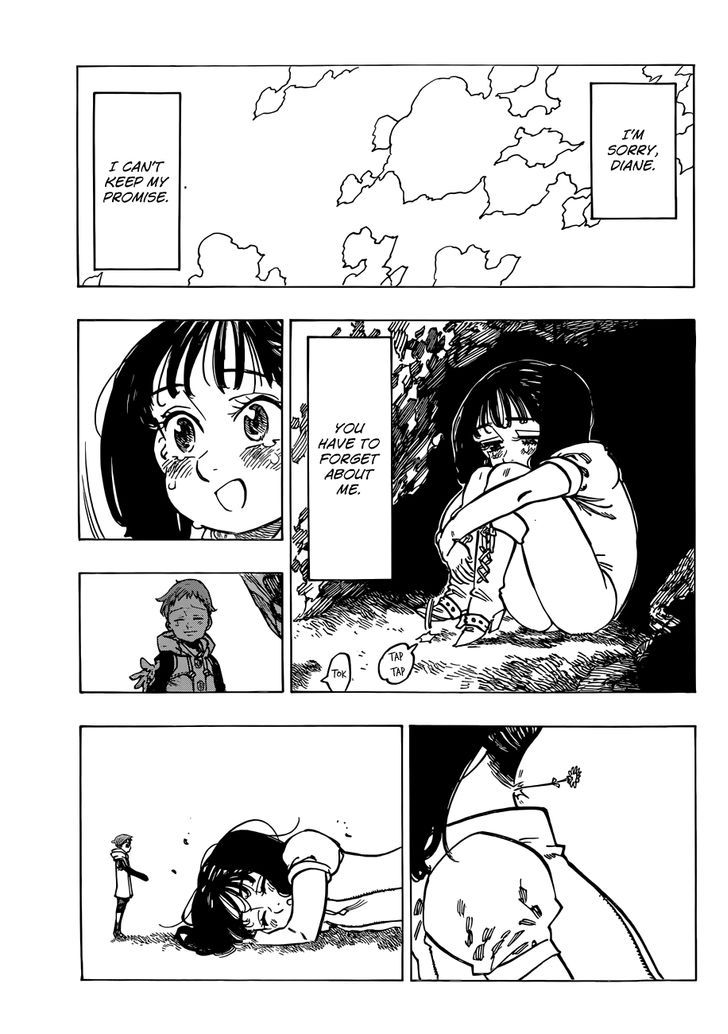 I'M
SORRY,
DIANE.
I CAN'T
KEEP MY
PROMISE.
YOU
HAVE TO
FORGET
ABOUT
ME.
TAP
TAP
TOK